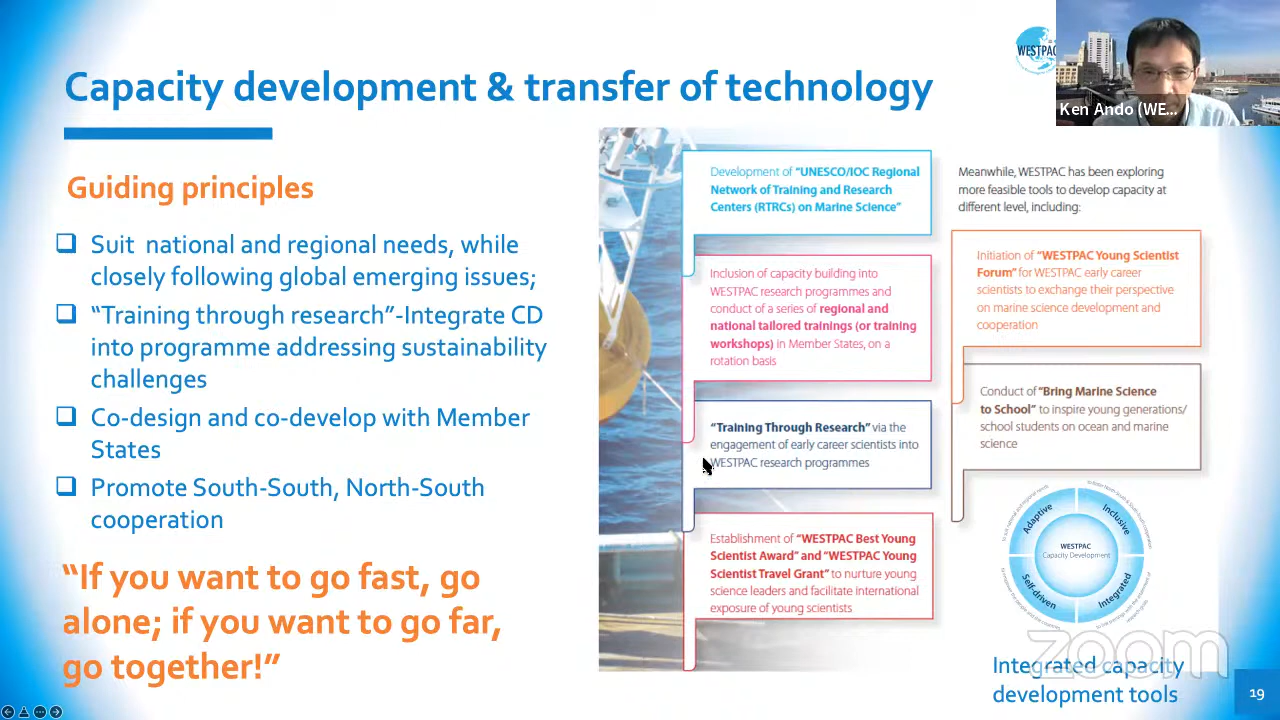 WESTPAC
Ken Ando (WE...
Capacity development & transfer of technology
Guiding principles
Suit national and regional needs, while
closely following global emerging issues;
“Training through research”-Integrate CD
into programme addressing sustainability
challenges
Co-design and co-develop with Member
States
Promote South-South, North-South
cooperation
“If you want to go fast, go
alone; if you want to go far,
go together!”
Development of “UNESCO/IOC Regional
Network of Training and Research
Centers (RTRCs) on Marine Science”
Inclusion of capacity building into
WESTPAC research programmes and
conduct of a series of regional and
national tailored trainings (or training
workshops) in Member States, on a
rotation basis
“Training Through Research” via the
engagement of early career scientists into
WESTPAC research programmes
Establishment of “WESTPAC Best Young
Scientist Award” and “WESTPAC Young
Scientist Travel Grant” to nurture young
science leaders and facilitate international
exposure of young scientists
Meanwhile, WESTPAC has been exploring
more feasible tools to develop capacity at
different level, including:
Initiation of “WESTPAC Young Scientist
Forum” for WESTPAC early career
scientists to exchange their perspective
on marine science development and
cooperation
Conduct of “Bring Marine Science
to School” to inspire young generations/
school students on ocean and marine
science
Adaptive
Inclusive
WESTPAC
Capacity Development
Self-driven
Integrated
zoom
Integrated capacity
development tools
19